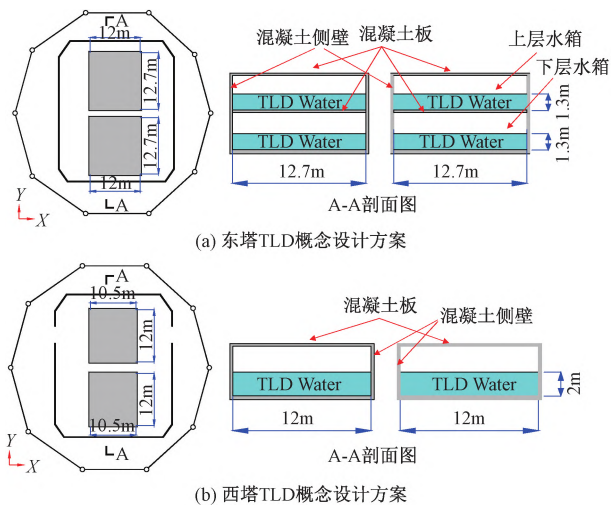 A
12m
12.7m
12.7m
12m
A
Y
X
混凝土侧壁
混凝土板
上层水箱
下层水箱
TLD Water
TLD Water
TLD Water
TLD Water
1.3m
1.3m
12.7m
12.7m
A-A剖面图
(a) 东塔TLD概念设计方案
A
10.5m
12m
12m
10.5m
A
Y
X
混凝土板
混凝土侧壁
TLD Water
TLD Water
2m
12m
12m
A-A剖面图
(b) 西塔TLD概念设计方案